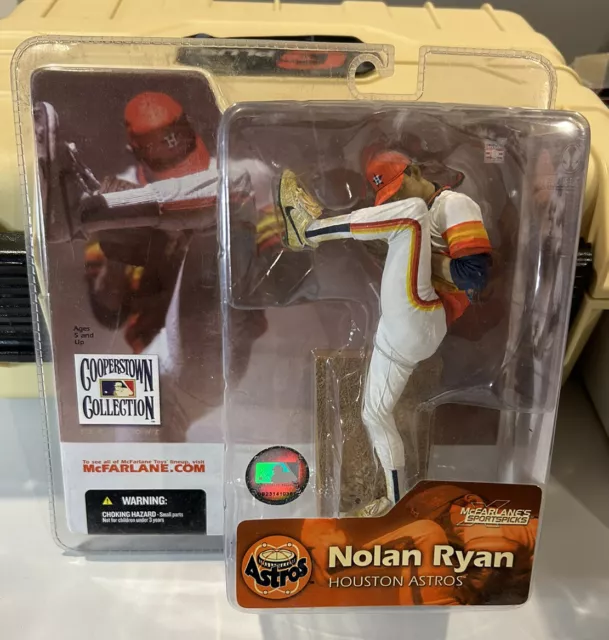 H
Ages
5 and
Up
COOPERSTOWN
COLLECTION
To see all of McFarlane Toys' lineup, visit
McFARLANE.COM
WARNING:
CHOKING HAZARD - Small parts
Not for children under 3 years
McFARLANE'S
SPORTSPICKS
Astros
Nolan Ryan
HOUSTON ASTROS